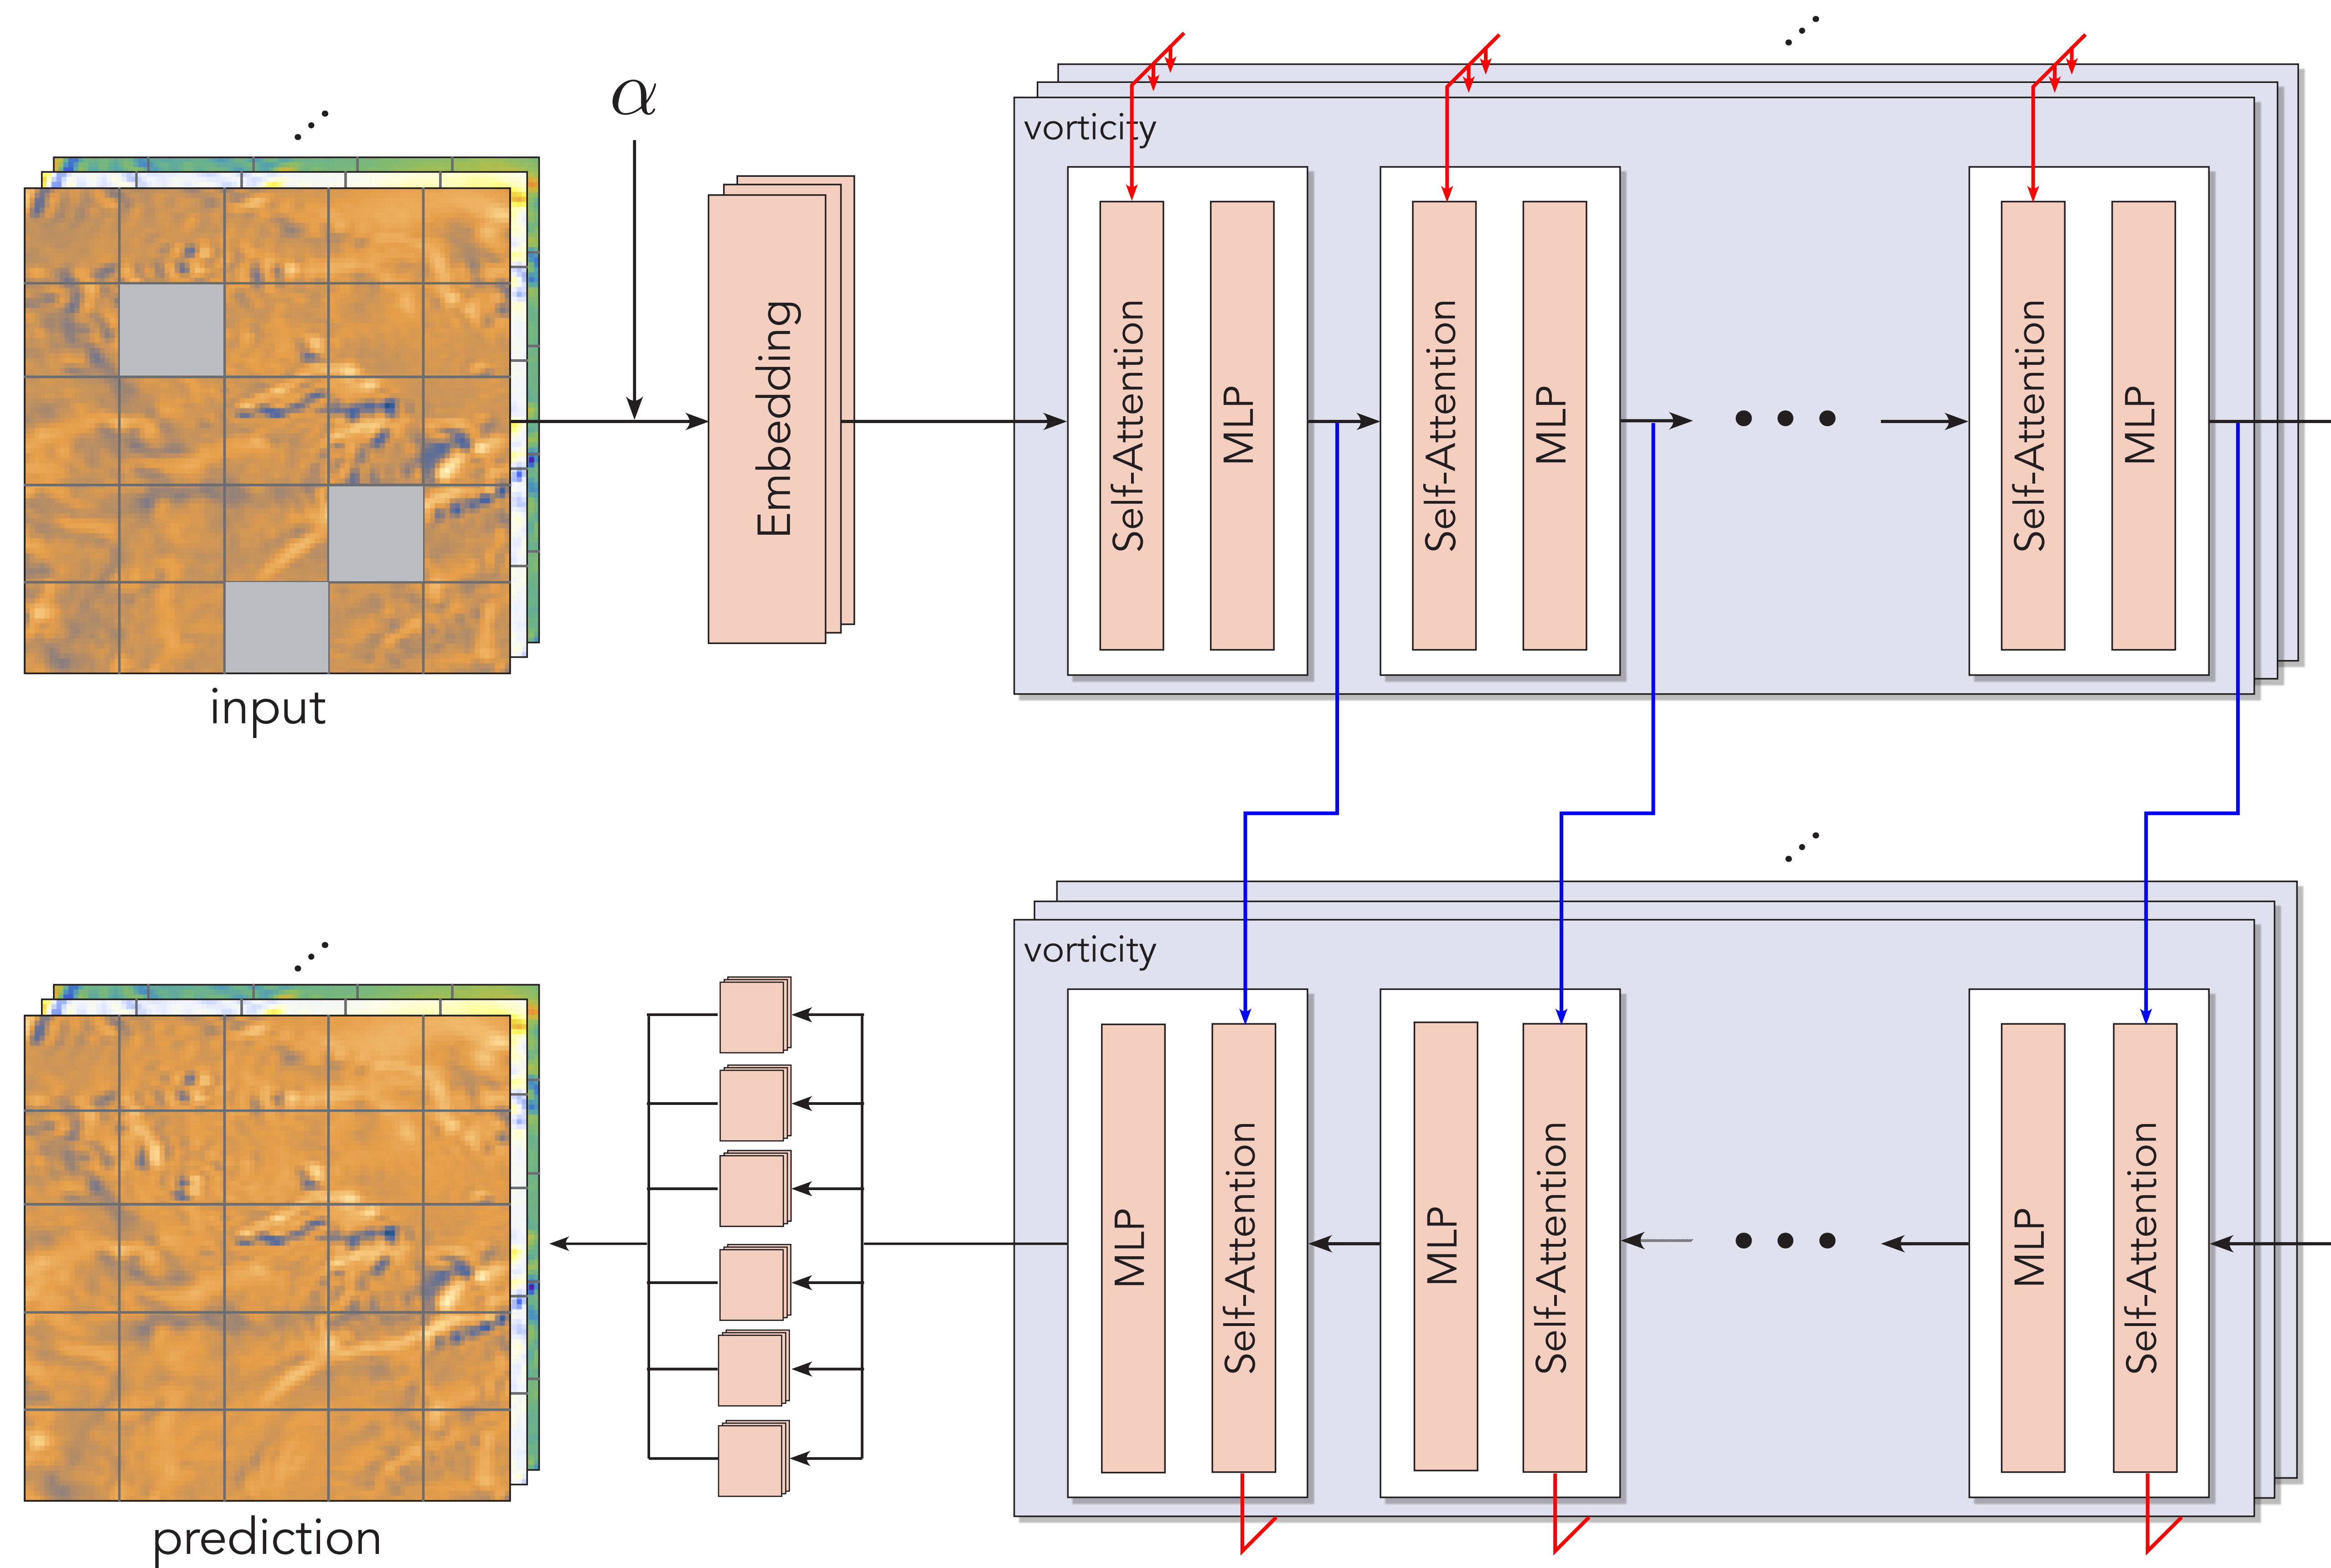 α
vorticity
Embedding
Self-Attention
MLP
Self-Attention
MLP
Self-Attention
MLP
input
vorticity
MLP
Self-Attention
MLP
Self-Attention
MLP
Self-Attention
prediction